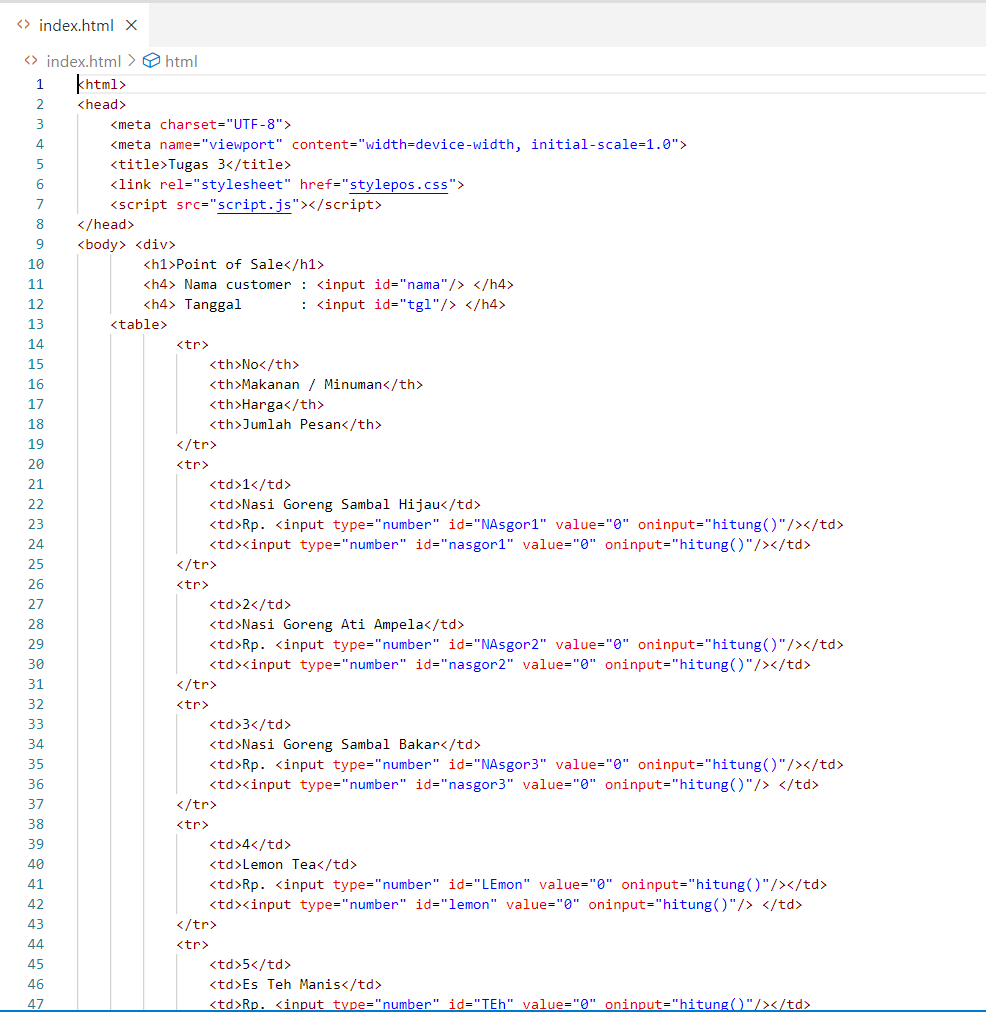 index.html
index.html > html
1 <html>
2 <head>
3 <meta charset="UTF-8">
4 <meta name="viewport" content="width=device-width, initial-scale=1.0">
5 <title>Tugas 3</title>
6 <link rel="stylesheet" href="stylepos.css">
7 <script src="script.js"></script>
8 </head>
9 <body> <div>
10 <h1>Point of Sale</h1>
11 <h4> Nama customer : <input id="nama"/> </h4>
12 <h4> Tanggal       : <input id="tgl"/> </h4>
13 <table>
14 <tr>
15 <th>No</th>
16 <th>Makanan / Minuman</th>
17 <th>Harga</th>
18 <th>Jumlah Pesan</th>
19 </tr>
20 <tr>
21 <td>1</td>
22 <td>Nasi Goreng Sambal Hijau</td>
23 <td>Rp. <input type="number" id="NAsgor1" value="0" oninput="hitung()"/></td>
24 <td><input type="number" id="nasgor1" value="0" oninput="hitung()"/></td>
25 </tr>
26 <tr>
27 <td>2</td>
28 <td>Nasi Goreng Ati Ampela</td>
29 <td>Rp. <input type="number" id="NAsgor2" value="0" oninput="hitung()"/></td>
30 <td><input type="number" id="nasgor2" value="0" oninput="hitung()"/></td>
31 </tr>
32 <tr>
33 <td>3</td>
34 <td>Nasi Goreng Sambal Bakar</td>
35 <td>Rp. <input type="number" id="NAsgor3" value="0" oninput="hitung()"/></td>
36 <td><input type="number" id="nasgor3" value="0" oninput="hitung()"/> </td>
37 </tr>
38 <tr>
39 <td>4</td>
40 <td>Lemon Tea</td>
41 <td>Rp. <input type="number" id="LEmon" value="0" oninput="hitung()"/></td>
42 <td><input type="number" id="lemon" value="0" oninput="hitung()"/> </td>
43 </tr>
44 <tr>
45 <td>5</td>
46 <td>Es Teh Manis</td>
47 <td>Rp. <input type="number" id="TEh" value="0" oninput="hitung()"/></td>